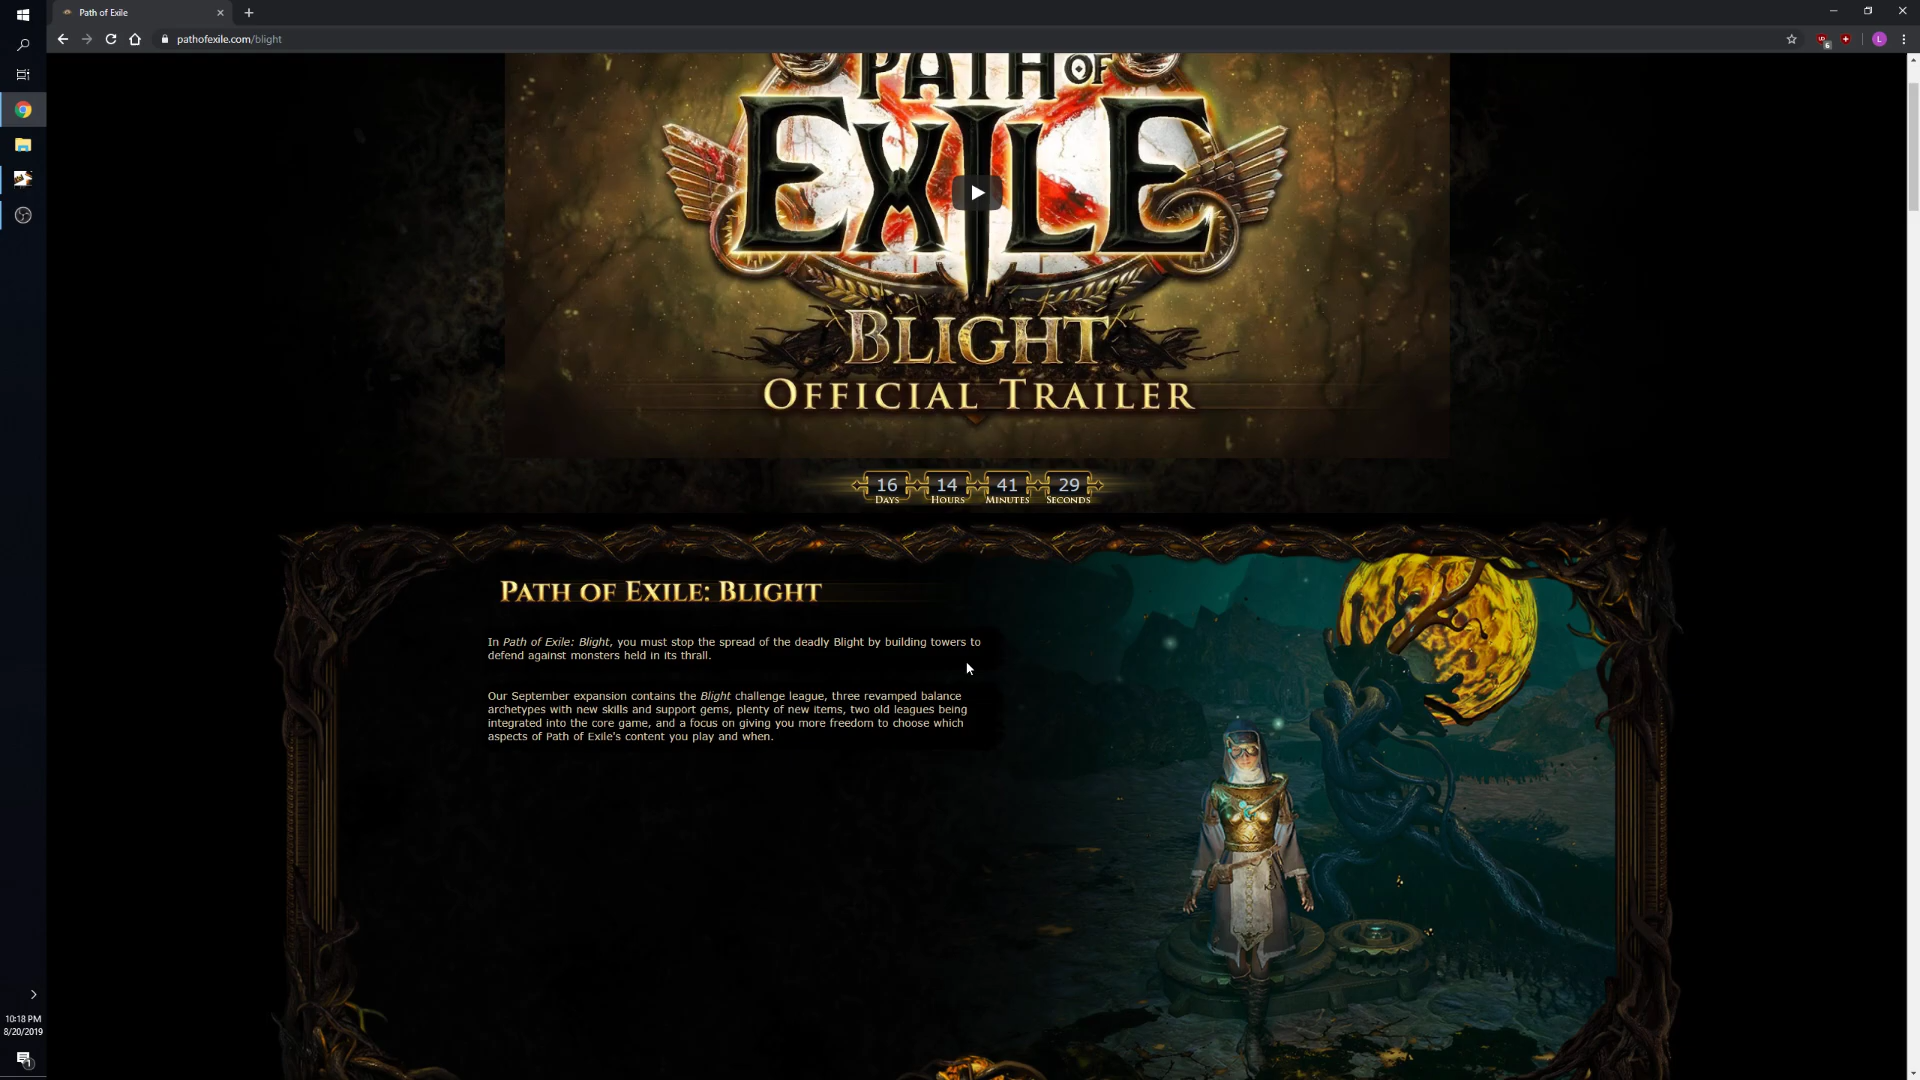 Path of Exile
pathofexile.com/blight
6
L
PATH OF
EXILE
BLIGHT
OFFICIAL TRAILER
16 14 41 29
DAYS HOURS MINUTES SECONDS
PATH OF EXILE: BLIGHT
In Path of Exile: Blight, you must stop the spread of the deadly Blight by building towers to
defend against monsters held in its thrall.
Our September expansion contains the Blight challenge league, three revamped balance
archetypes with new skills and support gems, plenty of new items, two old leagues being
integrated into the core game, and a focus on giving you more freedom to choose which
aspects of Path of Exile's content you play and when.
10:18 PM
8/20/2019
1